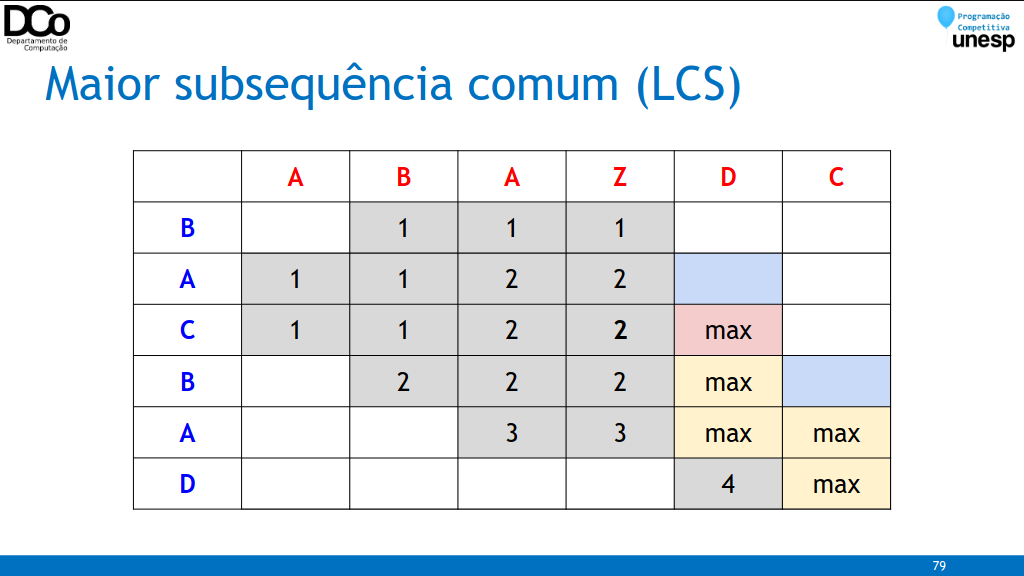 DCo
Departamento de
Computação
Programação
Competitiva
unesp
Maior subsequência comum (LCS)
A B A Z D C
B 1 1 1
A 1 1 2 2
C 1 1 2 2 max
B 2 2 2 max
A 3 3 max max
D 4 max
79